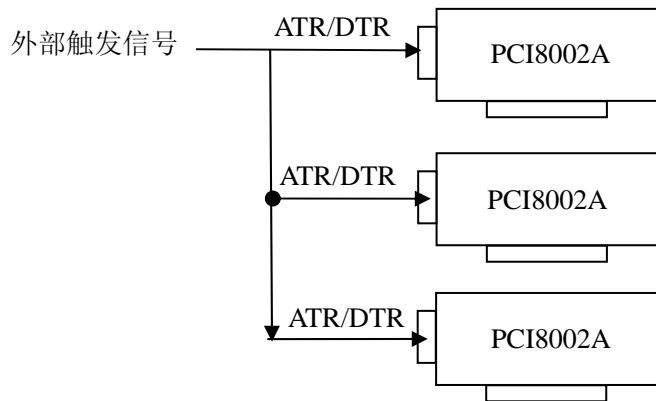 外部触发信号
ATR/DTR
PCI8002A
ATR/DTR
PCI8002A
ATR/DTR
PCI8002A